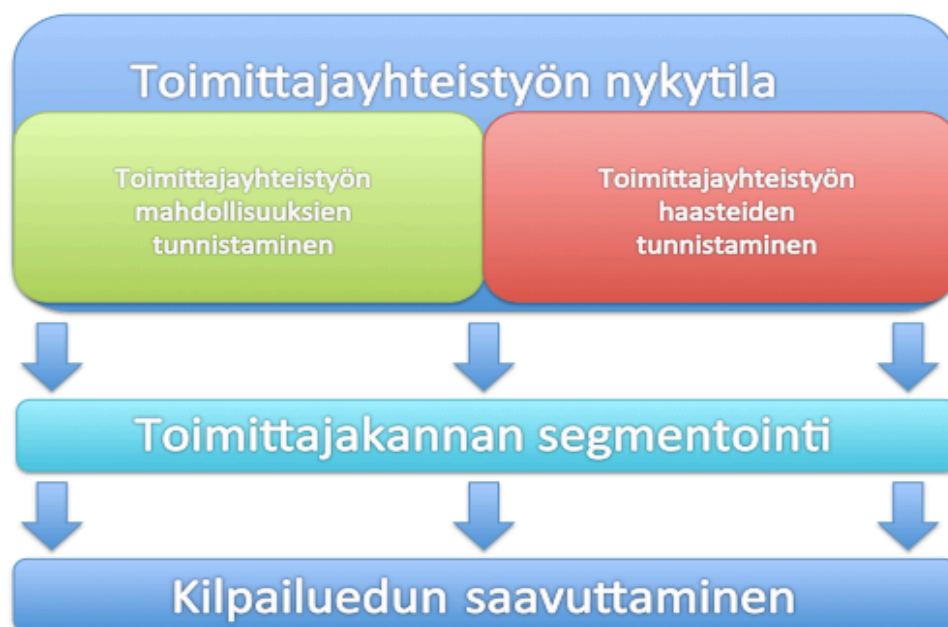 Toimittajayhteistyön nykytila
Toimittajayhteistyön
mahdollisuuksien
tunnistaminen
Toimittajayhteistyön
haasteiden
tunnistaminen
Toimittajakannan segmentointi
Kilpailuedun saavuttaminen